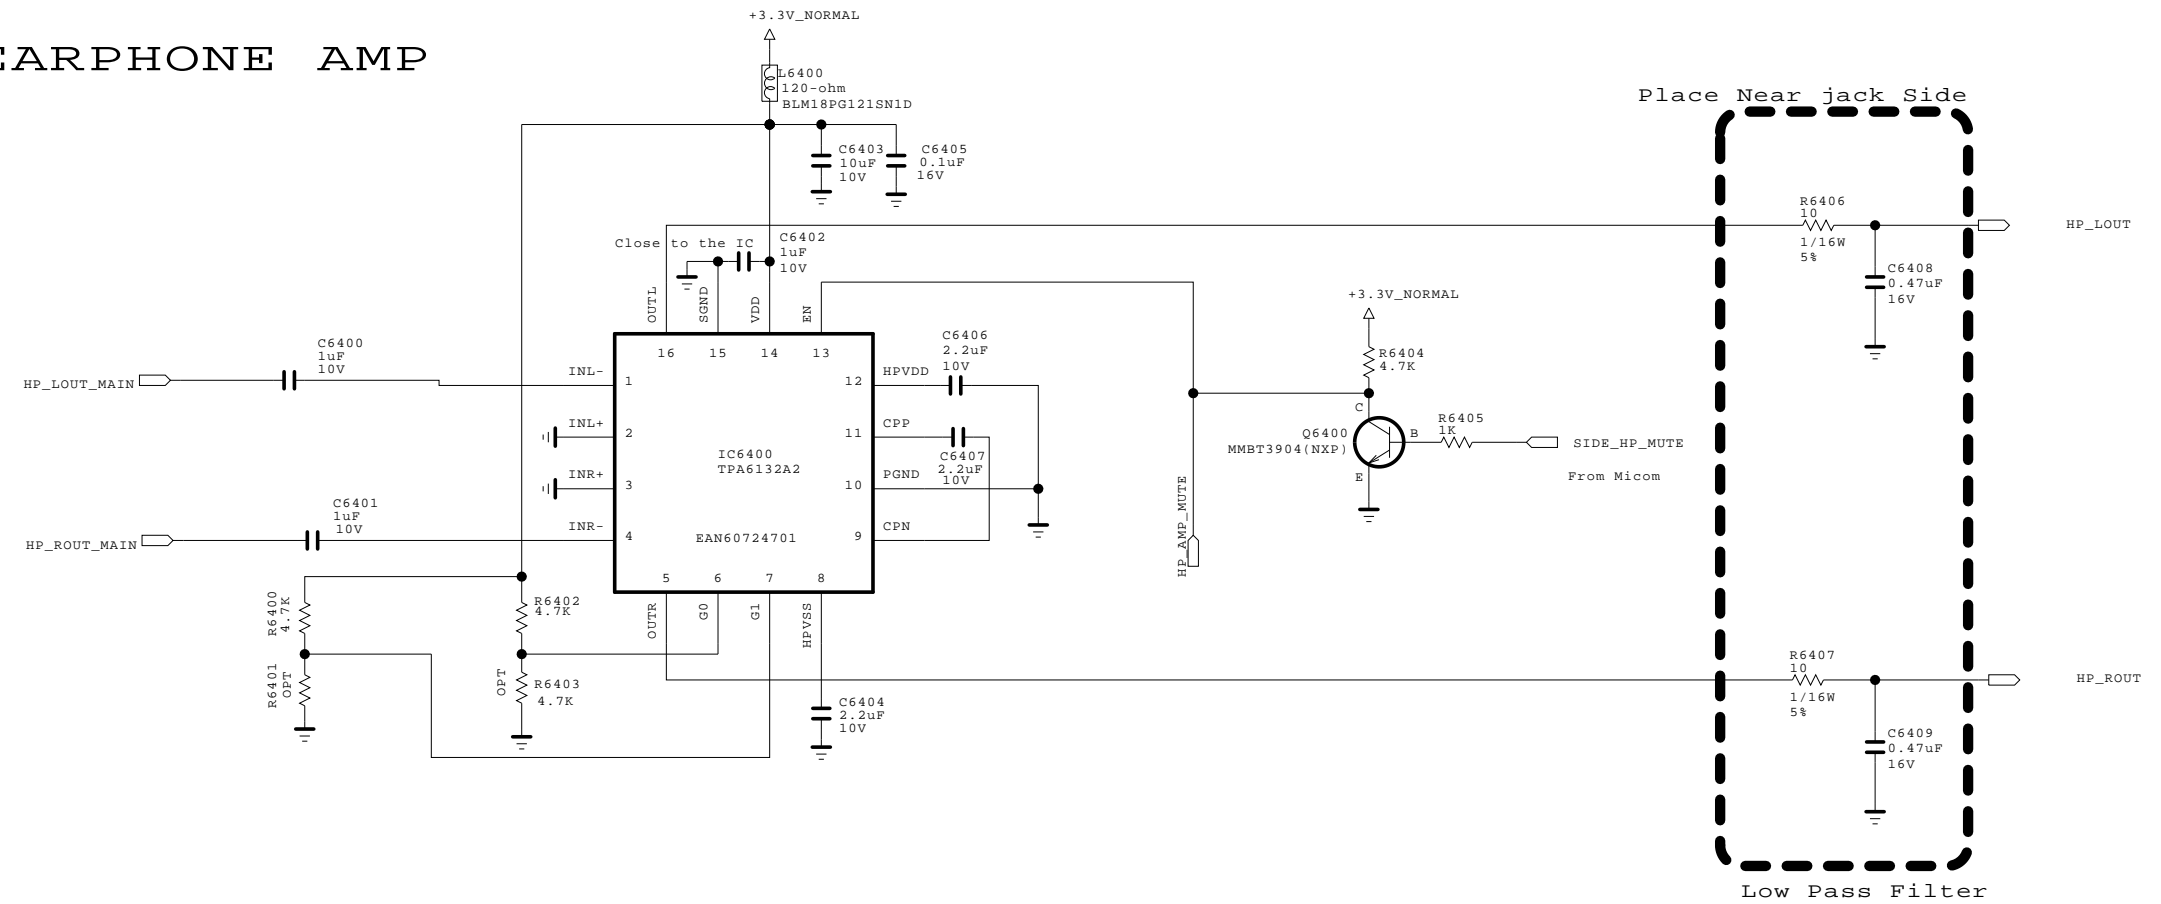 +3.3V_NORMAL
EARPHONE AMP
L6400
120-ohm
BLM18PG121SN1D
Place Near jack Side
C6403
10uF
10V
C6405
0.1uF
16V
R6406
10
1/16W
5%
HP_LOUT
Close to the IC
C6402
1uF
10V
C6408
0.47uF
16V
OUTL
SGND
VDD
EN
+3.3V_NORMAL
16
15
14
13
C6400
1uF
10V
HP_LOUT_MAIN
INL-
1
12
HPVDD
C6406
2.2uF
10V
R6404
4.7K
INL+
2
11
CPP
C6407
2.2uF
10V
C
B
E
Q6400
MMBT3904(NXP)
R6405
1K
SIDE_HP_MUTE
From Micom
IC6400
TPA6132A2
INR+
3
10
PGND
HP_AMP_MUTE
C6401
1uF
10V
HP_ROUT_MAIN
INR-
4
9
CPN
EAN60724701
5
6
7
8
OUTR
G0
G1
HPVSS
R6400
4.7K
R6402
4.7K
R6401
OPT
OPT
R6403
4.7K
C6404
2.2uF
10V
R6407
10
1/16W
5%
HP_ROUT
C6409
0.47uF
16V
Low Pass Filter